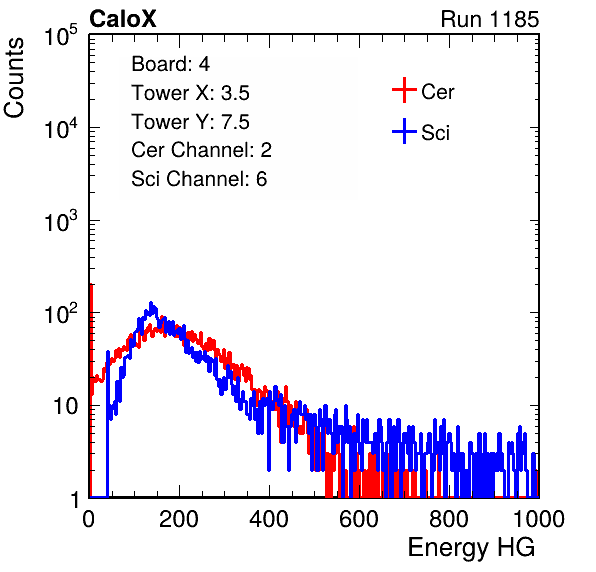 CaloX Run 1185
Counts
10^5
10^4
10^3
10^2
10
1
Board: 4
Tower X: 3.5
Tower Y: 7.5
Cer Channel: 2
Sci Channel: 6
Cer
Sci
0 200 400 600 800 1000
Energy HG